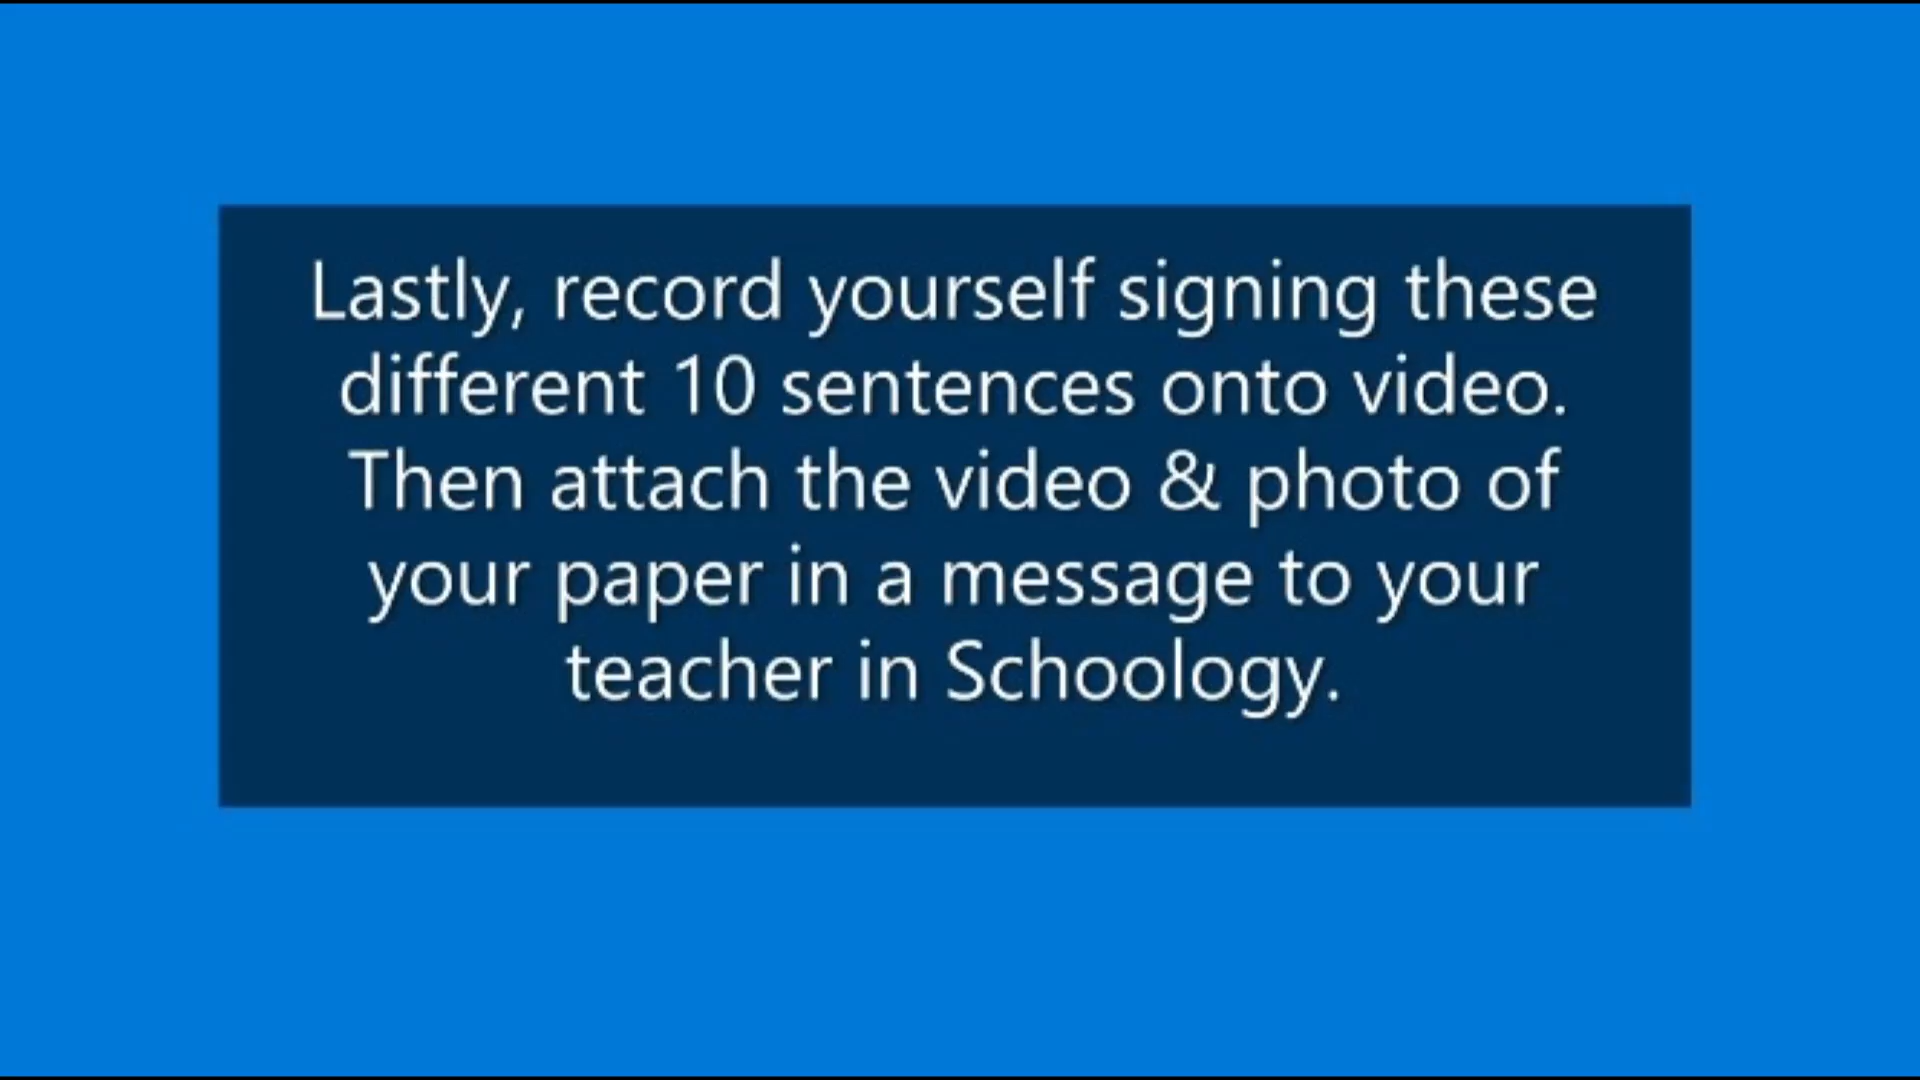 Lastly, record yourself signing these
different 10 sentences onto video.
Then attach the video & photo of
your paper in a message to your
teacher in Schoology.